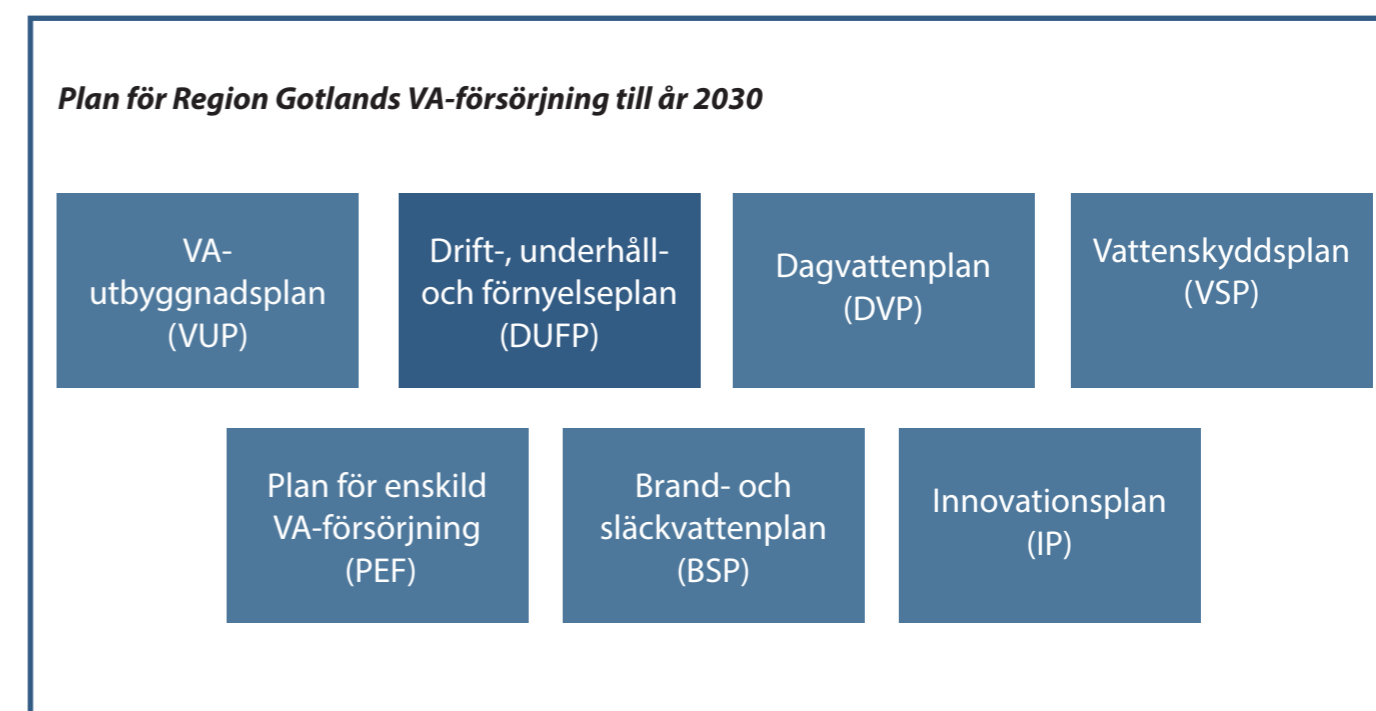 Plan för Region Gotlands VA-försörjning till år 2030
VA-
utbyggnadsplan
(VUP)
Drift-, underhåll-
och förnyelseplan
(DUFP)
Dagvattenplan
(DVP)
Vattenskyddsplan
(VSP)
Plan för enskild
VA-försörjning
(PEF)
Brand- och
släckvattenplan
(BSP)
Innovationsplan
(IP)